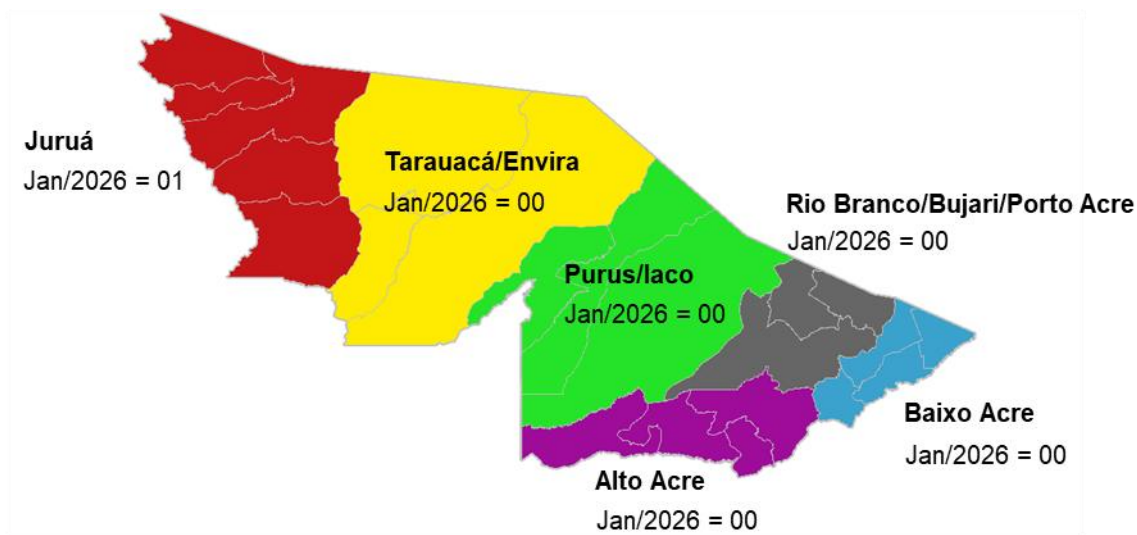 Juruá
Jan/2026 = 01
Tarauacá/Envira
Jan/2026 = 00
Rio Branco/Bujari/Porto Acre
Jan/2026 = 00
Purus/Iaco
Jan/2026 = 00
Baixo Acre
Jan/2026 = 00
Alto Acre
Jan/2026 = 00